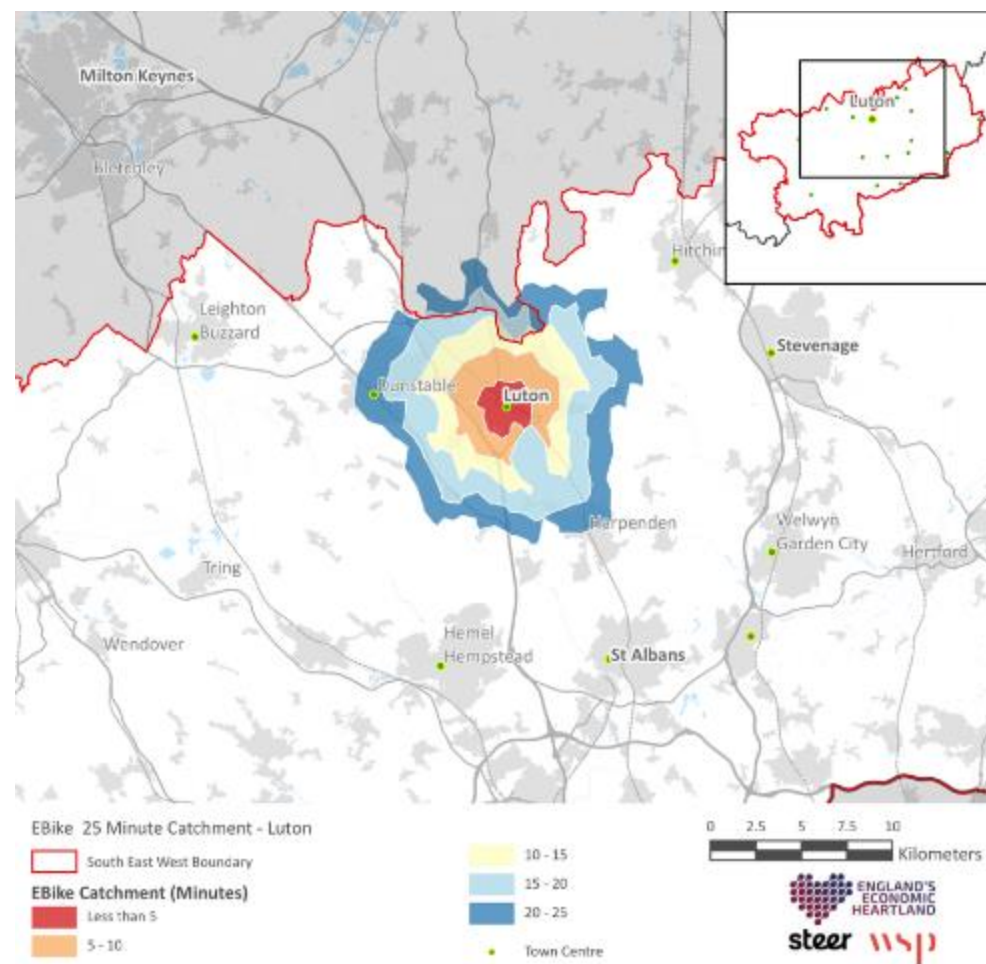 Milton Keynes
Bletchley
Luton
Hitchin
Leighton
Buzzard
Stevenage
Dunstable
Luton
Harpenden
Welwyn
Garden City
Hertford
Tring
Wendover
Hemel
Hempstead
St Albans
EBike 25 Minute Catchment - Luton
South East West Boundary
EBike Catchment (Minutes)
Less than 5
5 - 10
10 - 15
15 - 20
20 - 25
Town Centre
0 2.5 5 7.5 10
Kilometers
ENGLAND'S
ECONOMIC
HEARTLAND
steer wsp